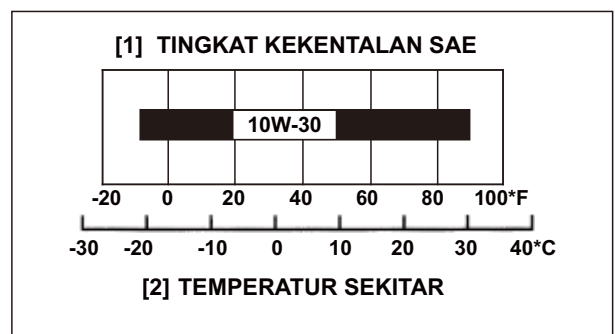 [1] TINGKAT KEKENTALAN SAE
10W-30
-20 0 20 40 60 80 100*F
-30 -20 -10 0 10 20 30 40*C
[2] TEMPERATUR SEKITAR